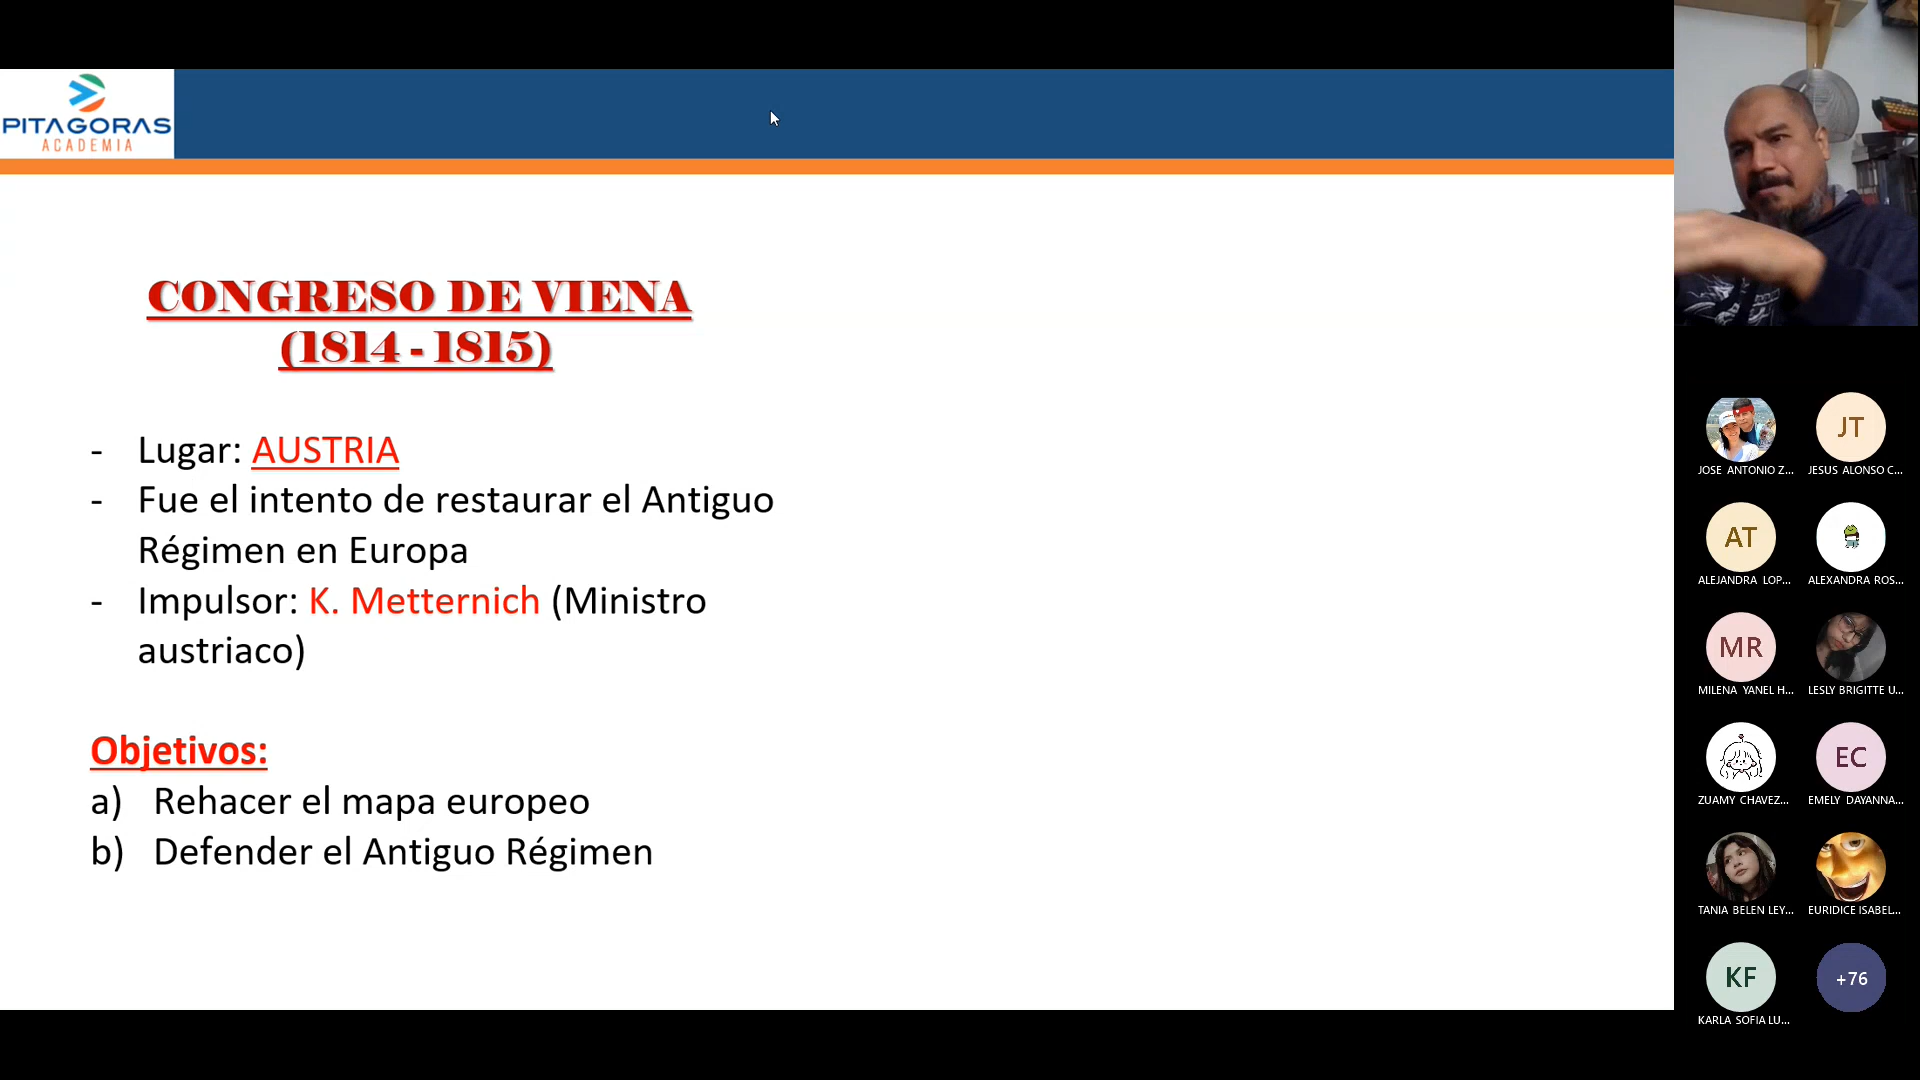 PITAGORAS
ACADEMIA
CONGRESO DE VIENA
(1814 - 1815)
- Lugar: AUSTRIA
- Fue el intento de restaurar el Antiguo
Régimen en Europa
- Impulsor: K. Metternich (Ministro
austriaco)
Objetivos:
a) Rehacer el mapa europeo
b) Defender el Antiguo Régimen
JT
JOSE ANTONIO Z...
JESUS ALONSO C...
AT
ALEJANDRA LOP...
ALEXANDRA ROS...
MR
MILENA YANEL H...
LESLY BRIGITTE U...
EC
ZUAMY CHAVEZ...
EMELY DAYANNA...
TANIA BELEN LEY...
EURIDICE ISABEL...
KF
+76
KARLA SOFIA LU...